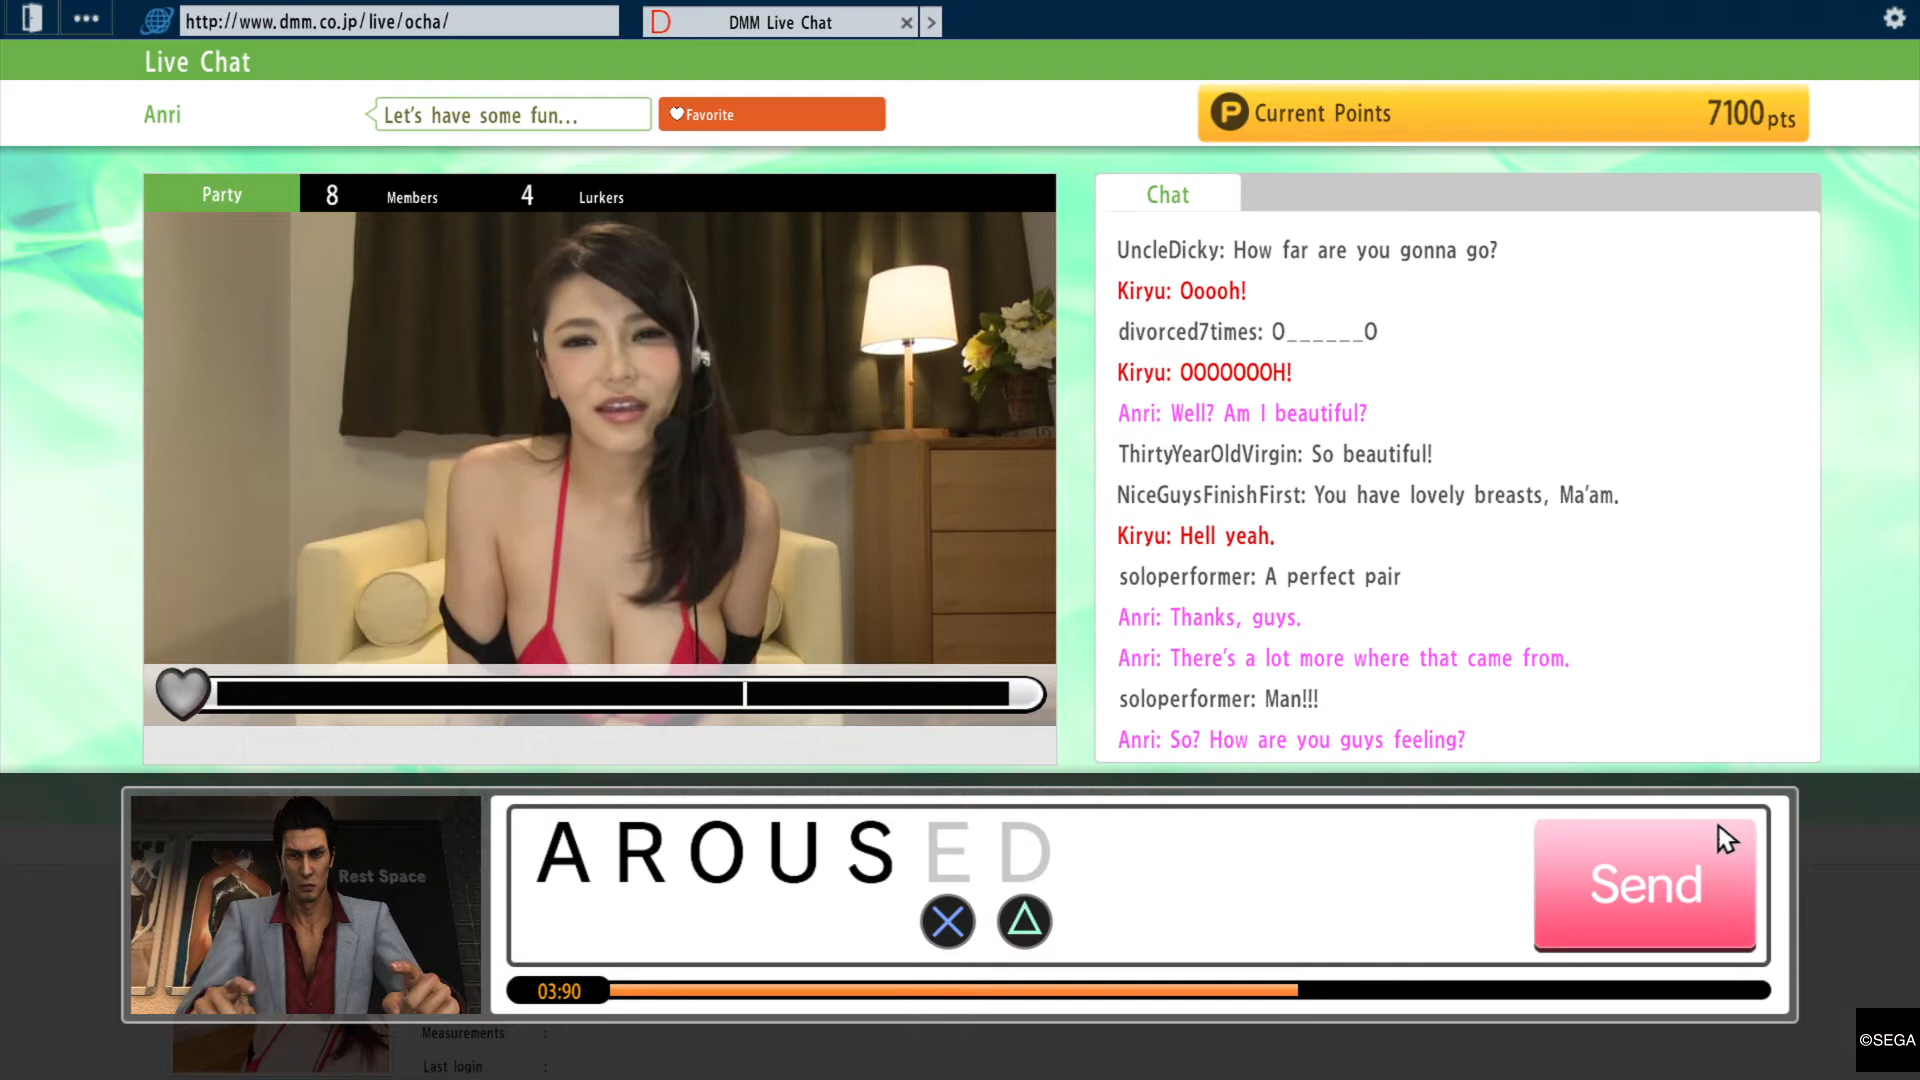 http://www.dmm.co.jp/live/ocha/
DMM Live Chat
Live Chat
Anri
Let's have some fun...
Favorite
P Current Points 7100 pts
Party 8 Members 4 Lurkers
Chat
UncleDicky: How far are you gonna go?
Kiryu: Ooooh!
divorced7times: O______O
Kiryu: OOOOOOOH!
Anri: Well? Am I beautiful?
ThirtyYearOldVirgin: So beautiful!
NiceGuysFinishFirst: You have lovely breasts, Ma'am.
Kiryu: Hell yeah.
soloperformer: A perfect pair
Anri: Thanks, guys.
Anri: There's a lot more where that came from.
soloperformer: Man!!!
Anri: So? How are you guys feeling?
Rest Space
AROUSED
Send
03:90
Measurements :
Last login :
©SEGA